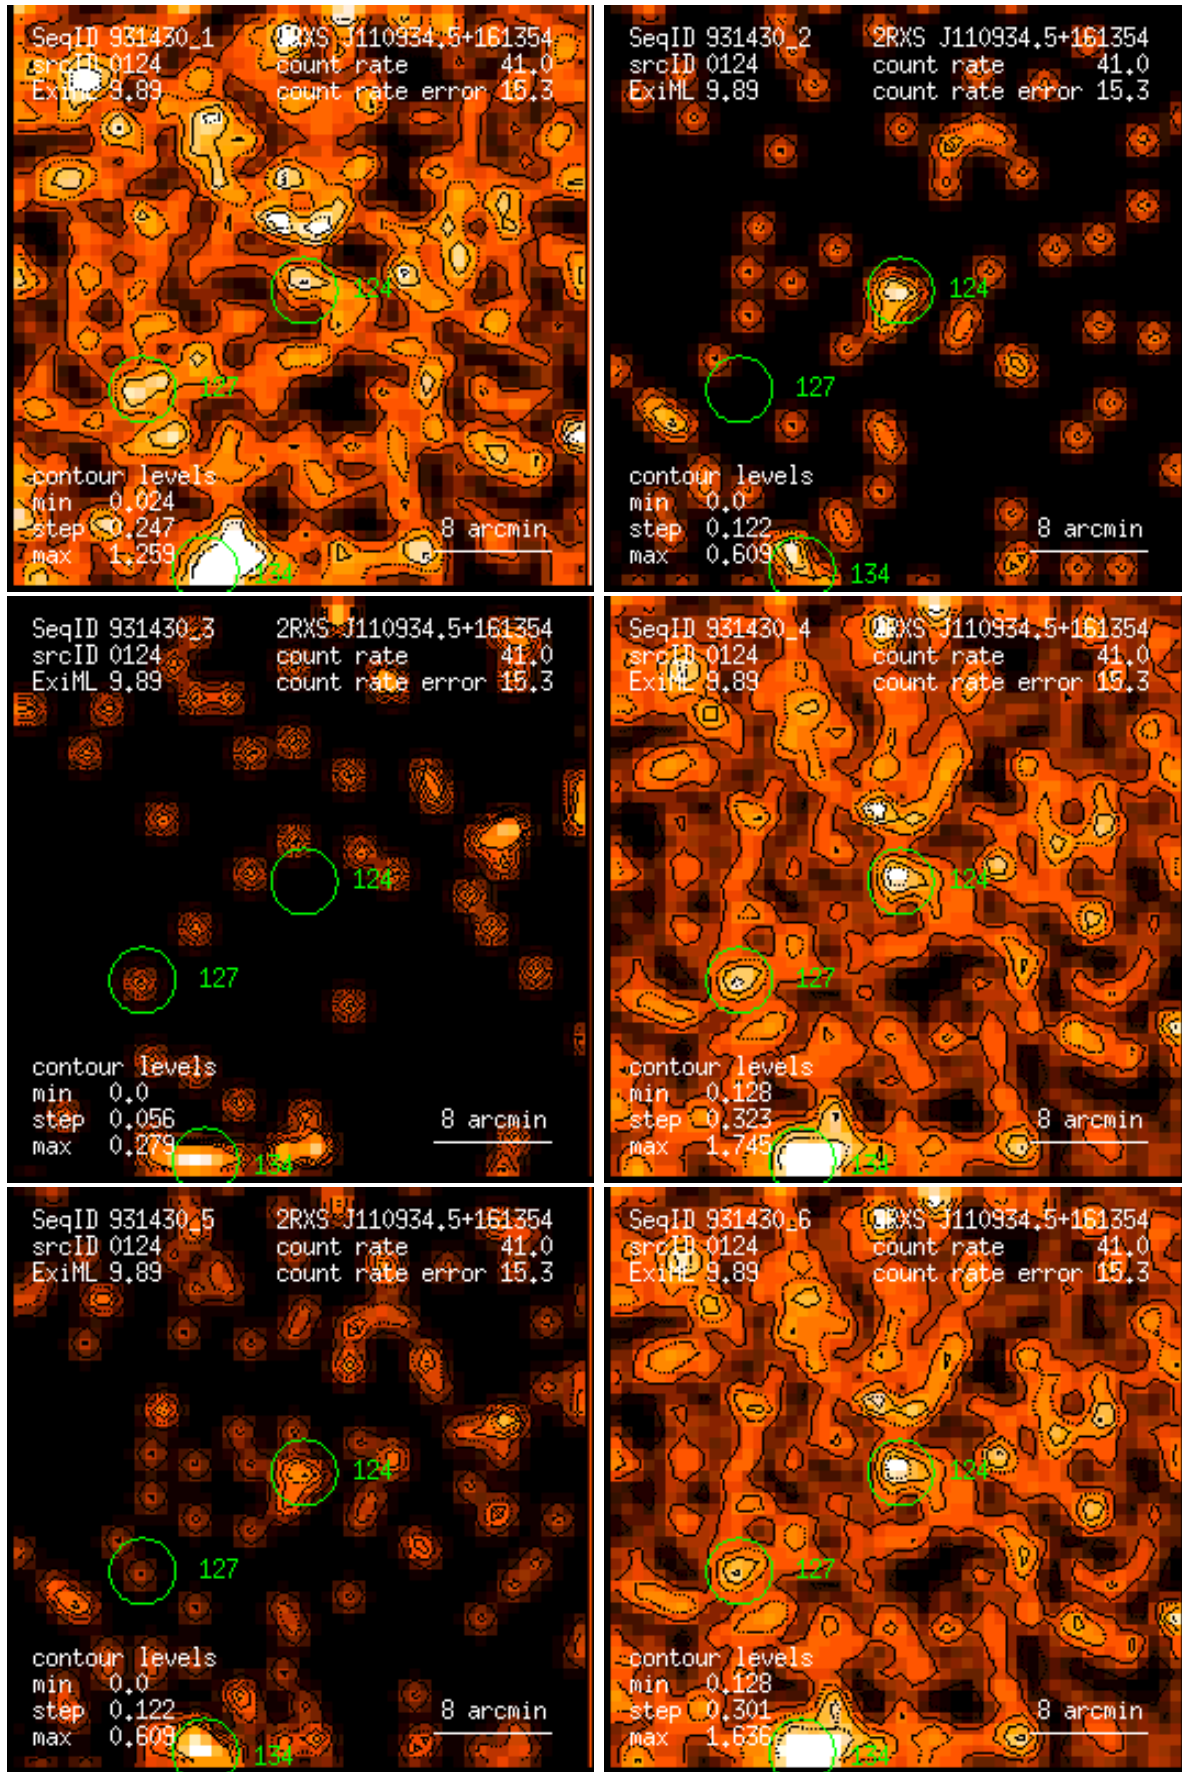 SeqID 931430_1 2RXS J110934.5+161354
srcID 0124 count rate 41.0
ExiML 9.89 count rate error 15.3
124
127
contour levels
min 0.024
step 0.247 8 arcmin
max 1.259
134
SeqID 931430_2 2RXS J110934.5+161354
srcID 0124 count rate 41.0
ExiML 9.89 count rate error 15.3
124
127
contour levels
min 0.0
step 0.122 8 arcmin
max 0.609
134
SeqID 931430_3 2RXS J110934.5+161354
srcID 0124 count rate 41.0
ExiML 9.89 count rate error 15.3
124
127
contour levels
min 0.0
step 0.056 8 arcmin
max 0.279
134
SeqID 931430_4 2RXS J110934.5+161354
srcID 0124 count rate 41.0
ExiML 9.89 count rate error 15.3
124
127
contour levels
min 0.128
step 0.323 8 arcmin
max 1.745
134
SeqID 931430_5 2RXS J110934.5+161354
srcID 0124 count rate 41.0
ExiML 9.89 count rate error 15.3
124
127
contour levels
min 0.0
step 0.122 8 arcmin
max 0.609
134
SeqID 931430_6 2RXS J110934.5+161354
srcID 0124 count rate 41.0
ExiML 9.89 count rate error 15.3
124
127
contour levels
min 0.128
step 0.301 8 arcmin
max 1.636
134